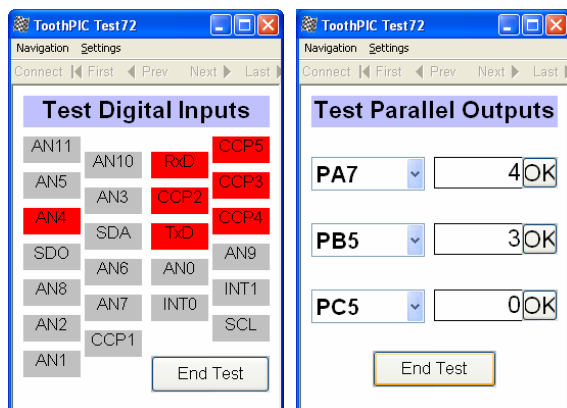 ToothPIC Test72
Navigation Settings
Connect First Prev Next Last
Test Digital Inputs
AN11
AN5
AN4
SDO
AN8
AN2
AN1
AN10
AN3
SDA
AN6
AN7
CCP1
RxD
CCP2
TxD
AN0
INT0
CCP5
CCP3
CCP4
AN9
INT1
SCL
End Test
ToothPIC Test72
Navigation Settings
Connect First Prev Next Last
Test Parallel Outputs
PA7 4 OK
PB5 3 OK
PC5 0 OK
End Test